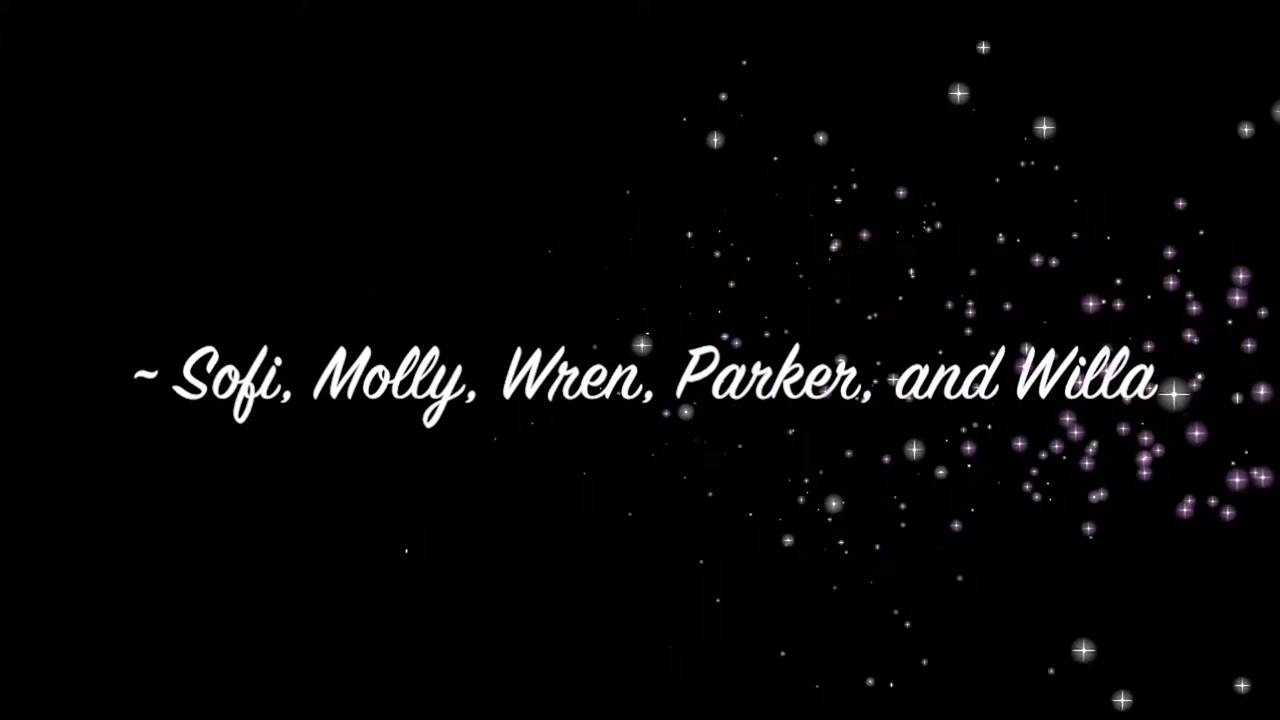 ~ Sofi, Molly, Wren, Parker, and Willa